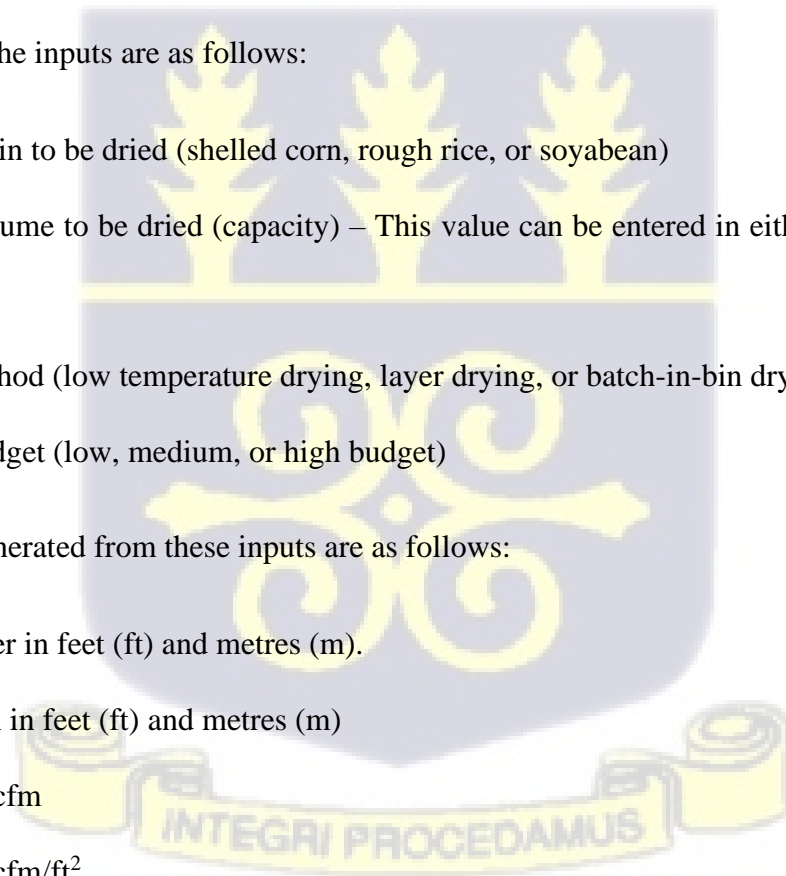 he inputs are as follows:
in to be dried (shelled corn, rough rice, or soyabean)
ume to be dried (capacity) – This value can be entered in eith
hod (low temperature drying, layer drying, or batch-in-bin dry
dget (low, medium, or high budget)
nerated from these inputs are as follows:
er in feet (ft) and metres (m).
in feet (ft) and metres (m)
cfm
INTEGRI PROCEDAMUS
cfm/ft²